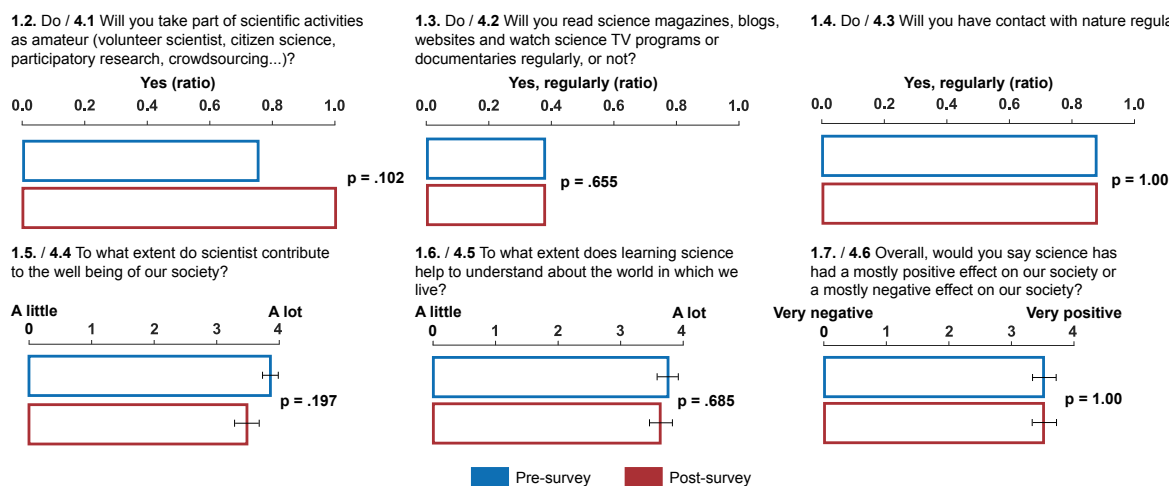 1.2. Do / 4.1 Will you take part of scientific activities
as amateur (volunteer scientist, citizen science,
participatory research, crowdsourcing...)?
Yes (ratio)
0.0 0.2 0.4 0.6 0.8 1.0
p = .102
1.3. Do / 4.2 Will you read science magazines, blogs,
websites and watch science TV programs or
documentaries regularly, or not?
Yes, regularly (ratio)
0.0 0.2 0.4 0.6 0.8 1.0
p = .655
1.4. Do / 4.3 Will you have contact with nature regula
Yes, regularly (ratio)
0.0 0.2 0.4 0.6 0.8 1.0
p = 1.00
1.5. / 4.4 To what extent do scientist contribute
to the well being of our society?
A little A lot
0 1 2 3 4
p = .197
1.6. / 4.5 To what extent does learning science
help to understand about the world in which we
live?
A little A lot
0 1 2 3 4
p = .685
1.7. / 4.6 Overall, would you say science has
had a mostly positive effect on our society or
a mostly negative effect on our society?
Very negative Very positive
0 1 2 3 4
p = 1.00
Pre-survey Post-survey